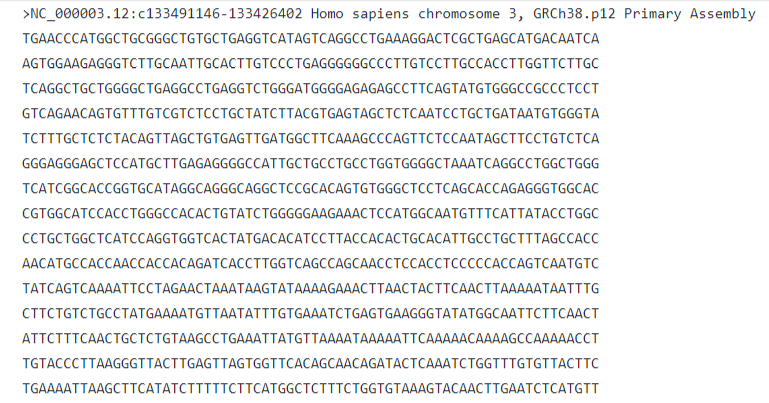 >NC_000003.12:c133491146-133426402 Homo sapiens chromosome 3, GRCh38.p12 Primary Assembly
TGAACCCATGGCTGCGGGCTGTGCTGAGGTCATAGTCAGGCCTGAAAGGACTCGCTGAGCATGACAATCA
AGTGGAAGAGGGTCTTGCAATTGCACTTGTCCCTGAGGGGGGCCCTTGTCCTTGCCACCTTGGTTCTTGC
TCAGGCTGCTGGGGCTGAGGCCTGAGGTCTGGGATGGGGAGAGAGCCTTCAGTATGTGGGCCGCCCTCCT
GTCAGAACAGTGTTTGTCGTCTCCTGCTATCTTACGTGAGTAGCTCTCAATCCTGCTGATAATGTGGGTA
TCTTTGCTCTCTACAGTTAGCTGTGAGTTGATGGCTTCAAAGCCCAGTTCTCCAATAGCTTCCTGTCTCA
GGGAGGGAGCTCCATGCTTGAGAGGGGCCATTGCTGCCTGCCTGGTGGGGCTAAATCAGGCCTGGCTGGG
TCATCGGCACCGGTGCATAGGCAGGGCAGGCTCCGCACAGTGTGGGCTCCTCAGCACCAGAGGGTGGCAC
CGTGGCATCCACCTGGGCCACACTGTATCTGGGGGAAGAAACTCCATGGCAATGTTTCATTATACCTGGC
CCTGCTGGCTCATCCAGGTGGTCACTATGACACATCCTTACCACACTGCACATTGCCTGCTTTAGCCACC
AACATGCCACCAACCACCACAGATCACCTTGGTCAGCCAGCAACCTCCACCTCCCCCACCAGTCAATGTC
TATCAGTCAAAATTCCTAGAACTAAATAAGTATAAAAGAAACTTAACTACTTCAACTTAAAAATAATTTG
CTTCTGTCTGCCTATGAAAATGTTAATATTTGTGAAATCTGAGTGAAGGGTATATGGCAATTCTTCAACT
ATTCTTTCAACTGCTCTGTAAGCCTGAAATTATGTTAAAATAAAAATTCAAAAACAAAAGCCAAAAACCT
TGTACCCTTAAGGGTTACTTGAGTTAGTGGTTCACAGCAACAGATACTCAAATCTGGTTTGTGTTACTTC
TGAAAATTAAGCTTCATATCTTTTTCTTCATGGCTCTTTCTGGTGTAAAGTACAACTTGAATCTCATGTT